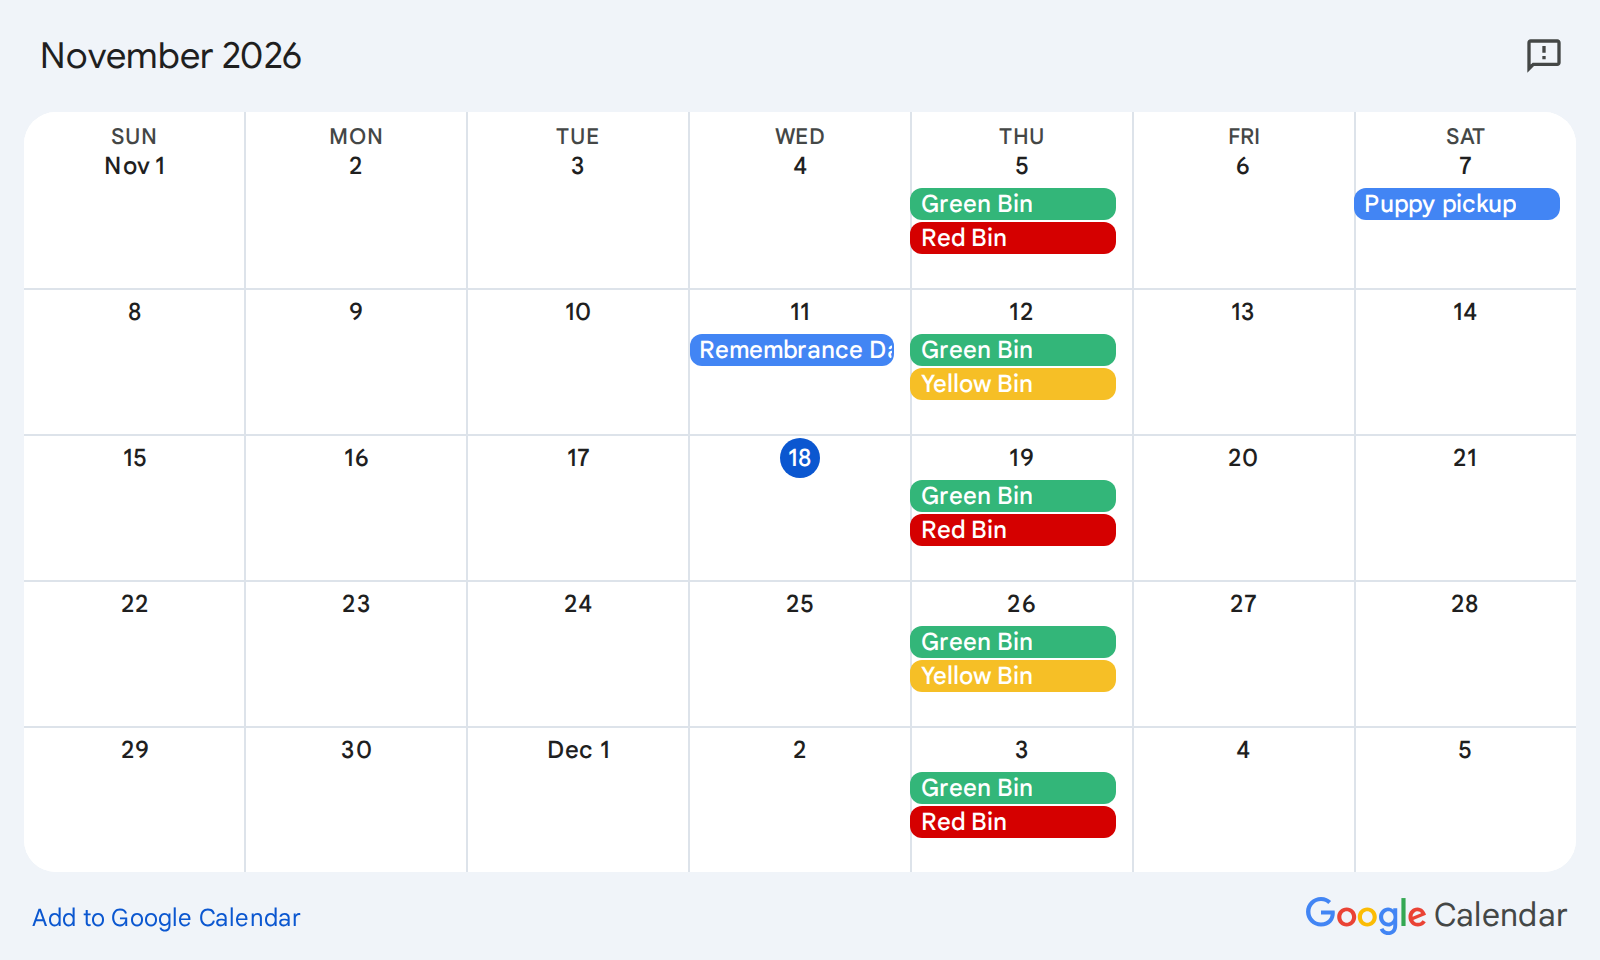 November 2026
SUN MON TUE WED THU FRI SAT
Nov 1 2 3 4 5 6 7
Green Bin Puppy pickup
Red Bin
8 9 10 11 12 13 14
Remembrance Green Bin
Yellow Bin
15 16 17 18 19 20 21
Green Bin
Red Bin
22 23 24 25 26 27 28
Green Bin
Yellow Bin
29 30 Dec 1 2 3 4 5
Green Bin
Red Bin
Add to Google Calendar
Google Calendar